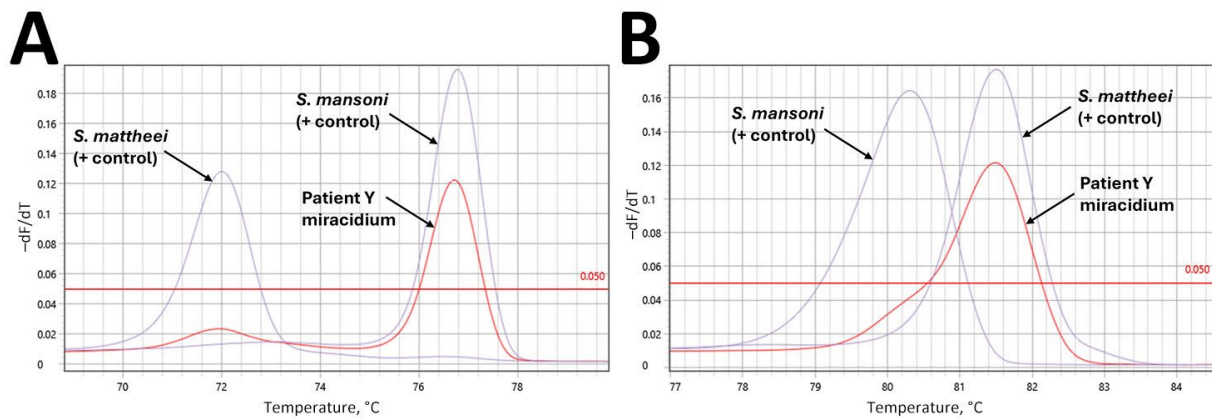 A
0.18
0.16
0.14
0.12
0.1
0.08
0.06
0.04
0.02
0
–dF/dT
S. mattheei
(+ control)
S. mansoni
(+ control)
Patient Y
miracidium
0.050
70
72
74
76
78
Temperature, °C
B
0.16
0.14
0.12
0.1
0.08
0.06
0.04
0.02
0
–dF/dT
S. mansoni
(+ control)
S. mattheei
(+ control)
Patient Y
miracidium
0.050
77
78
79
80
81
82
83
84
Temperature, °C